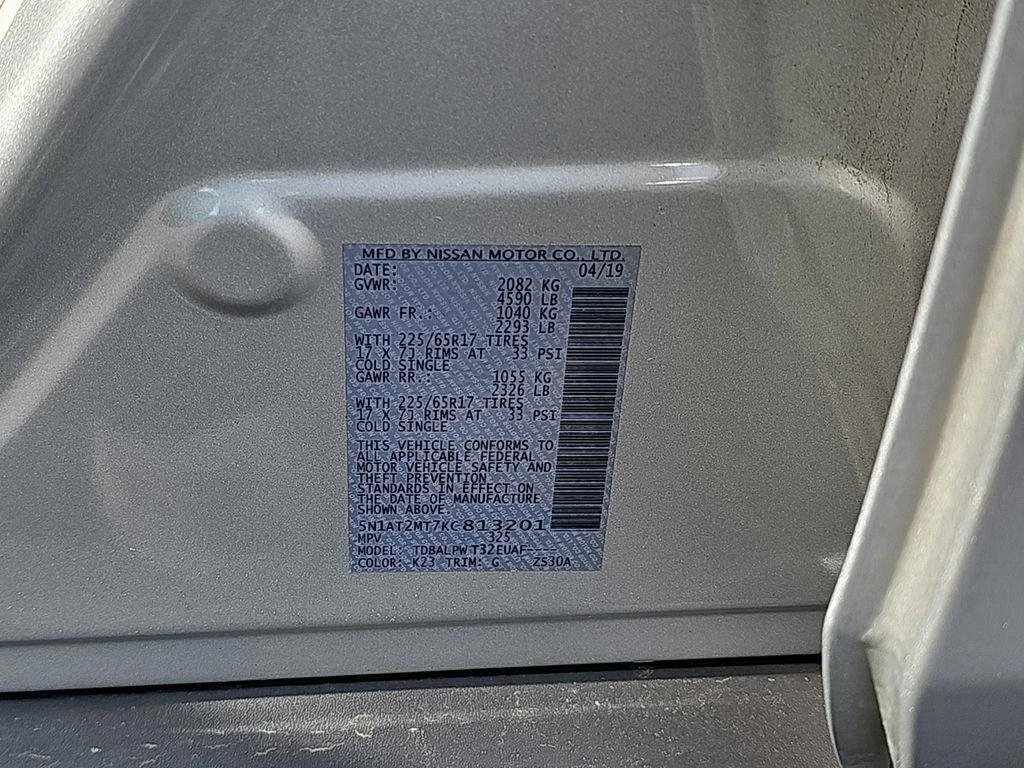 MFD BY NISSAN MOTOR CO., LTD.
DATE: 04/19
GVWR: 2082 KG
4590 LB
GAWR FR.: 1040 KG
2293 LB
WITH 225/65R17 TIRES
17 X 7J RIMS AT 33 PSI
COLD SINGLE
GAWR RR.: 1055 KG
2326 LB
WITH 225/65R17 TIRES
17 X 7J RIMS AT 33 PSI
COLD SINGLE
THIS VEHICLE CONFORMS TO
ALL APPLICABLE FEDERAL
MOTOR VEHICLE SAFETY AND
THEFT PREVENTION
STANDARDS IN EFFECT ON
THE DATE OF MANUFACTURE
SHOWN ABOVE.
5N1AT2MT7KC813201
MPV 325
MODEL: TDBALPWT32EUAF----
COLOR: K23 TRIM: G ZS30A